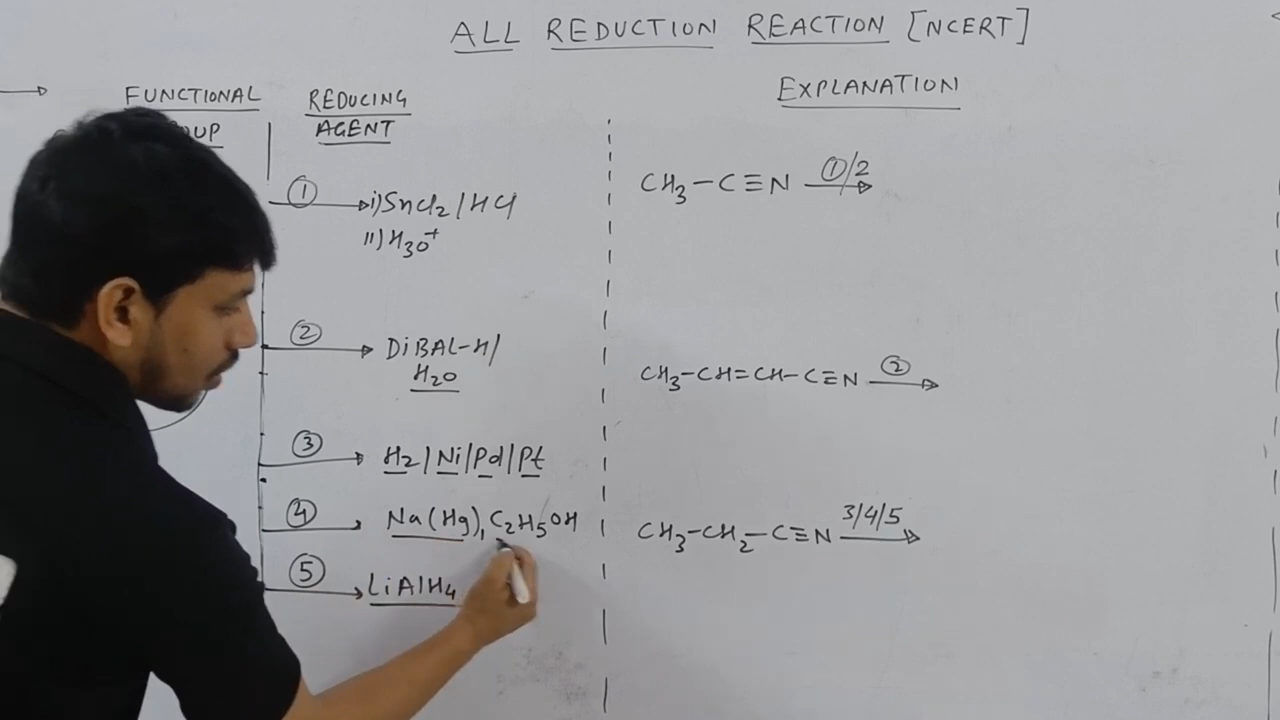 ALL REDUCTION REACTION [NCERT]
FUNCTIONAL
REDUCING
AGENT
① i) SnCl2 / HCl
ii) H3O+
② DiBAL-H/
H2O
③ H2 / Ni / Pd / Pt
④ Na(Hg), C2H5OH
⑤ LiAlH4
EXPLANATION
CH3-C≡N ①/2
CH3-CH=CH-C≡N ②
CH3-CH2-C≡N 3/4/5